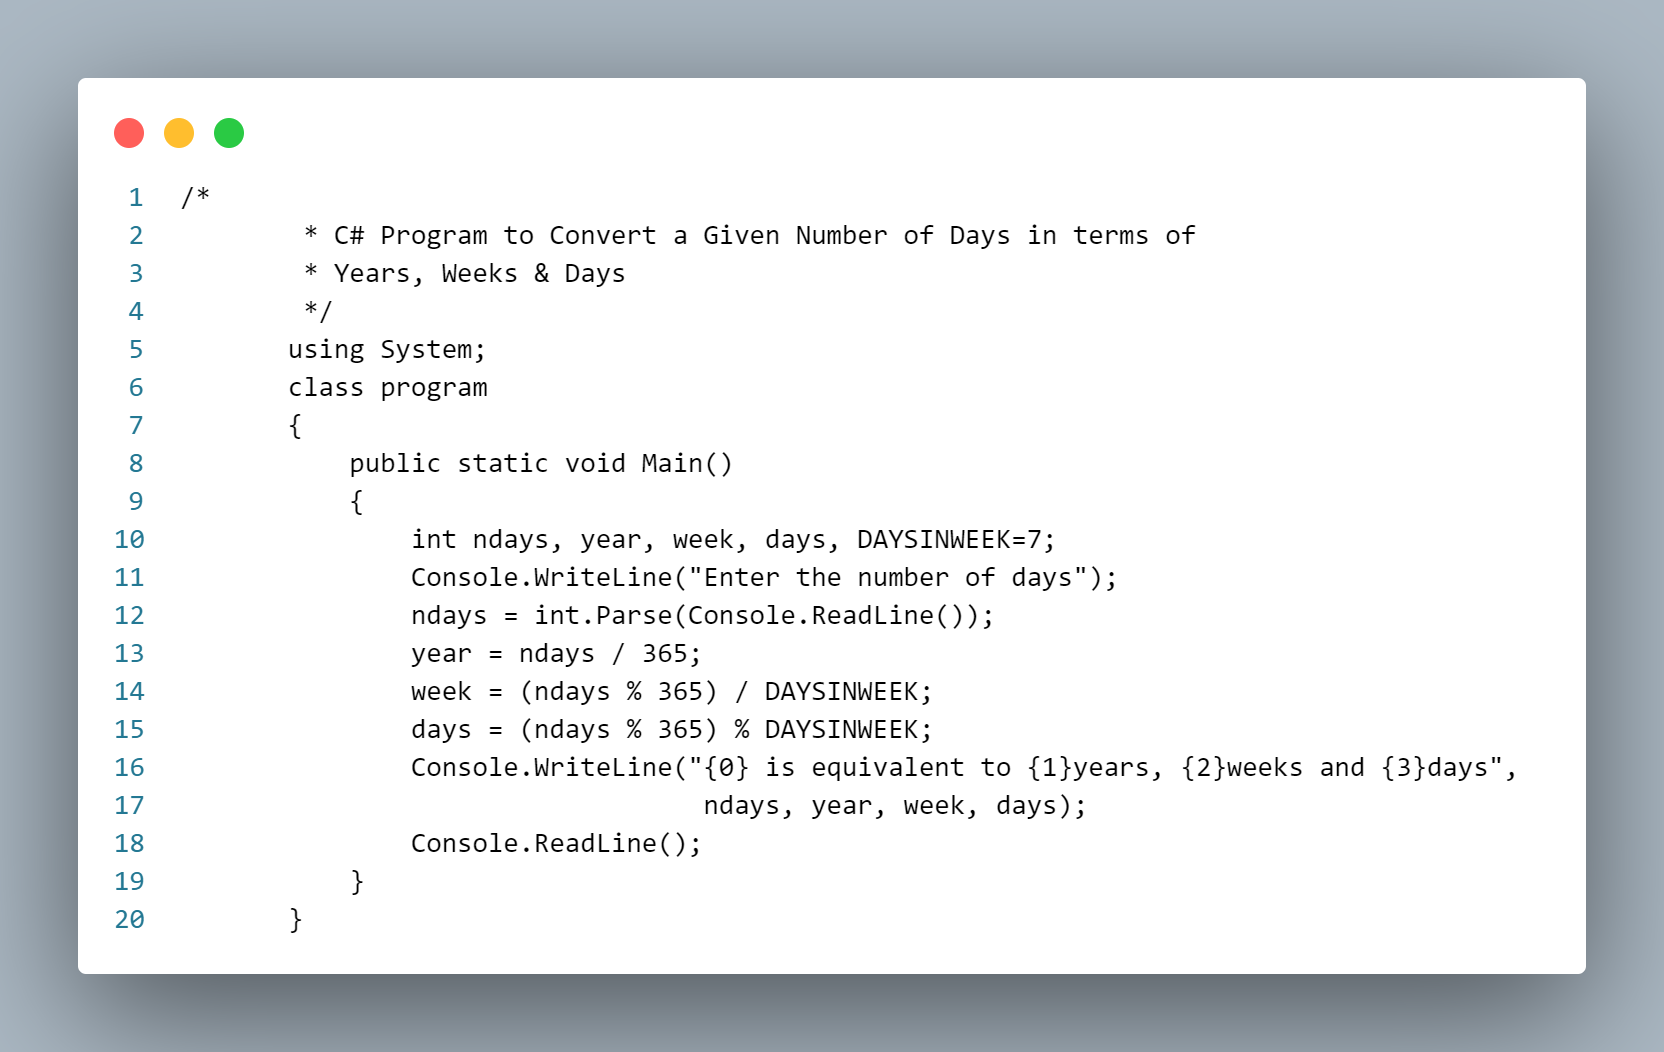 1 /*
2         * C# Program to Convert a Given Number of Days in terms of
3         * Years, Weeks & Days
4         */
5        using System;
6        class program
7        {
8            public static void Main()
9            {
10                int ndays, year, week, days, DAYSINWEEK=7;
11                Console.WriteLine("Enter the number of days");
12                ndays = int.Parse(Console.ReadLine());
13                year = ndays / 365;
14                week = (ndays % 365) / DAYSINWEEK;
15                days = (ndays % 365) % DAYSINWEEK;
16                Console.WriteLine("{0} is equivalent to {1}years, {2}weeks and {3}days",
17                                   ndays, year, week, days);
18                Console.ReadLine();
19            }
20        }